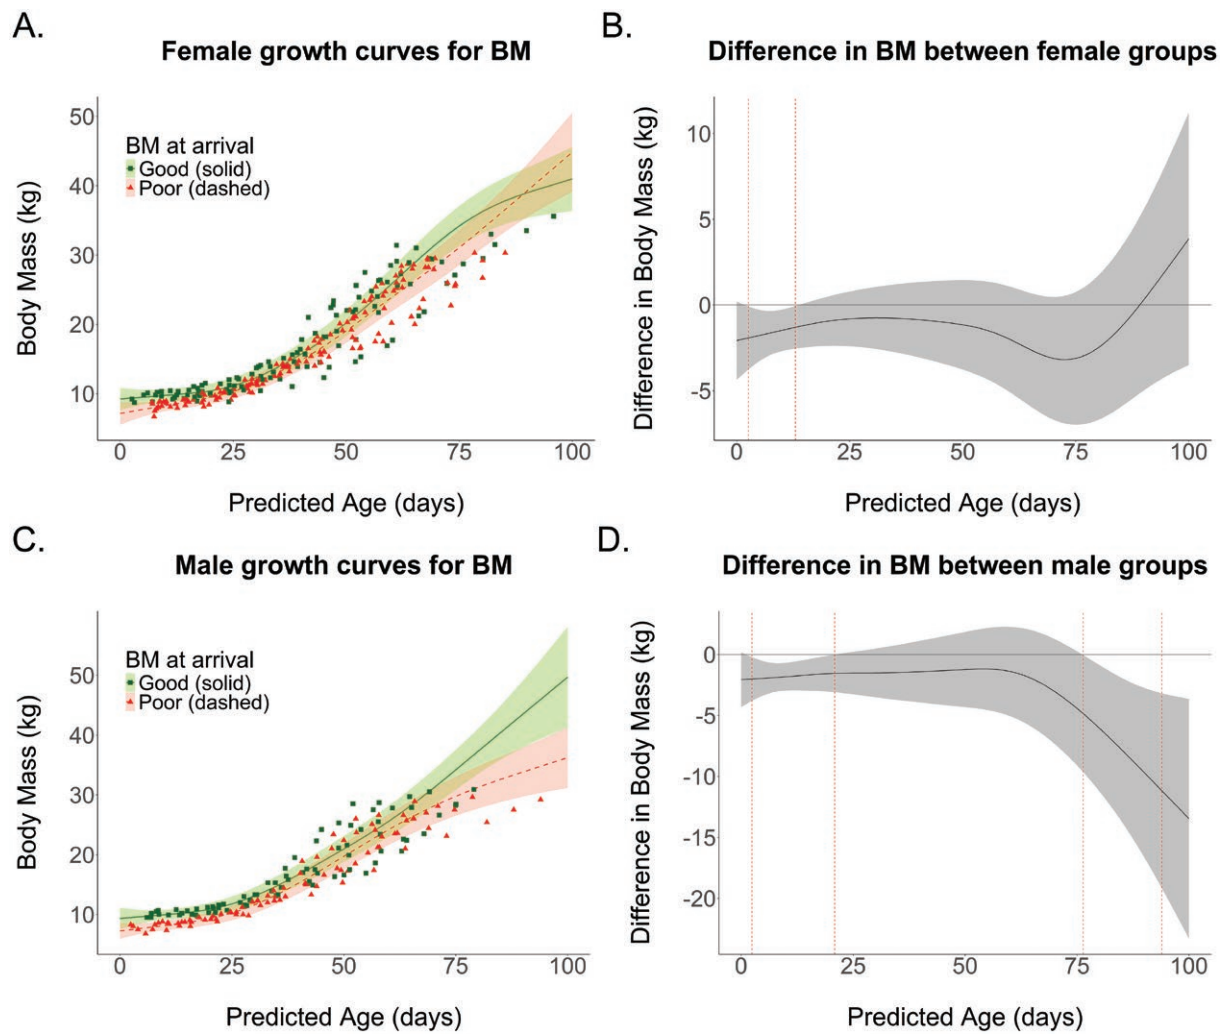 A.
Female growth curves for BM
Body Mass (kg)
50
40
30
20
10
BM at arrival
Good (solid)
Poor (dashed)
0 25 50 75 100
Predicted Age (days)
B.
Difference in BM between female groups
Difference in Body Mass (kg)
10
5
0
-5
0 25 50 75 100
Predicted Age (days)
C.
Male growth curves for BM
Body Mass (kg)
50
40
30
20
10
BM at arrival
Good (solid)
Poor (dashed)
0 25 50 75 100
Predicted Age (days)
D.
Difference in BM between male groups
Difference in Body Mass (kg)
0
-5
-10
-15
-20
0 25 50 75 100
Predicted Age (days)